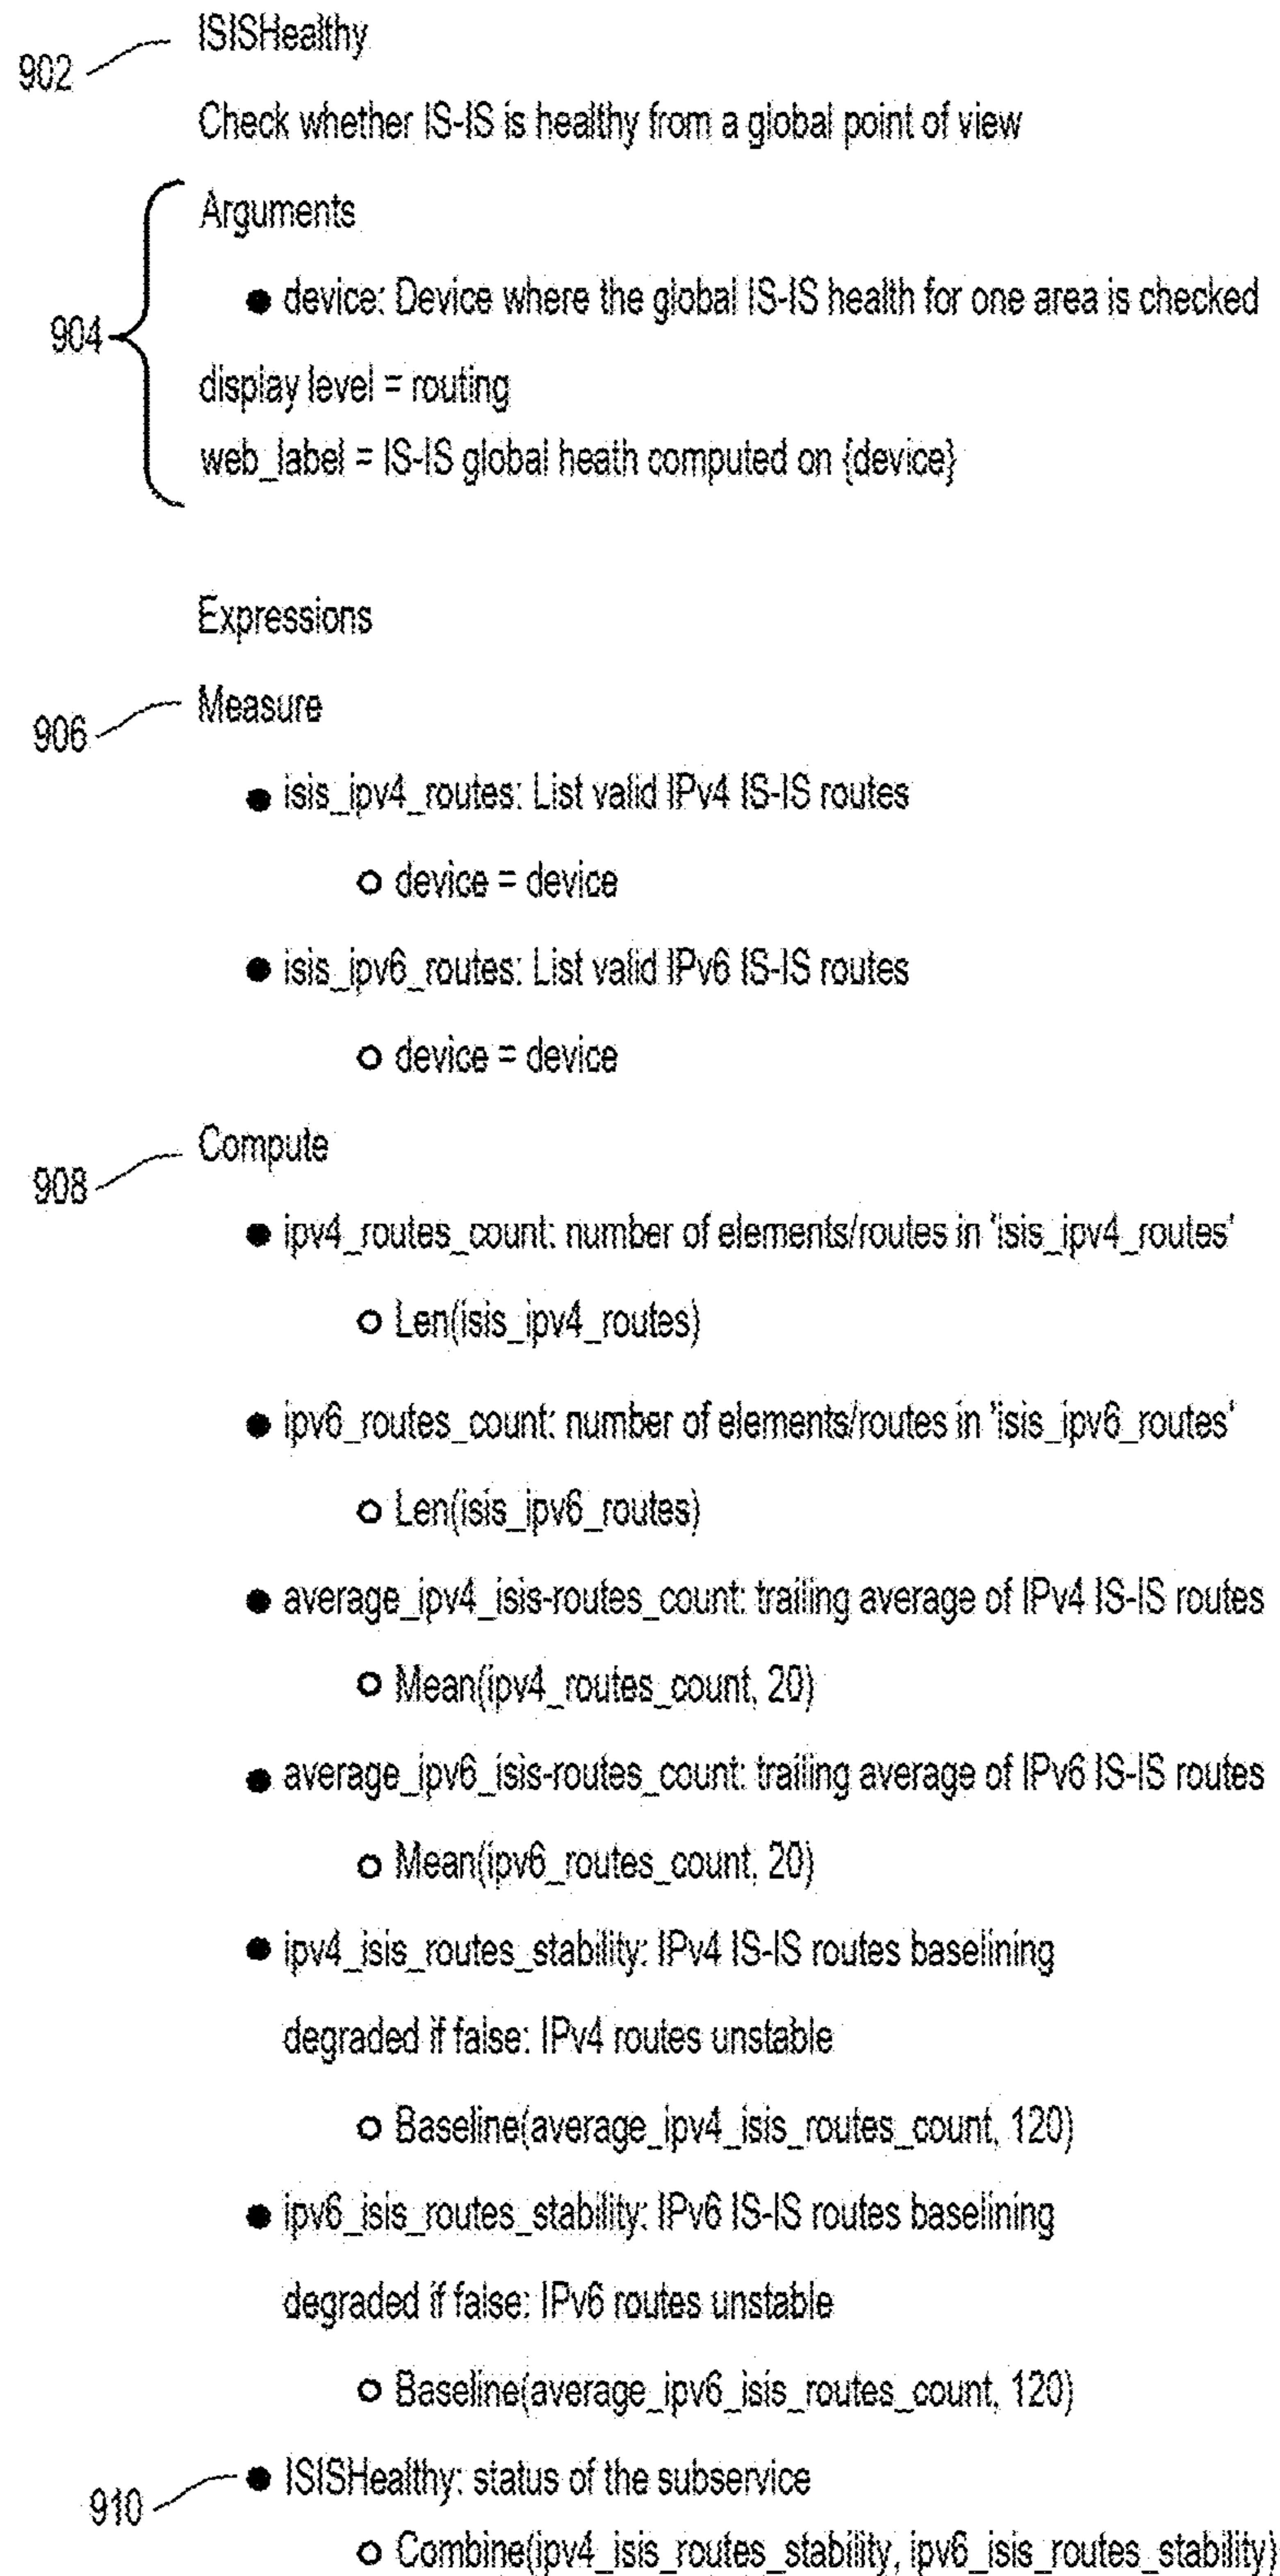 ISISHealthy
902
Check whether IS-IS is healthy from a global point of view
Arguments
● device: Device where the global IS-IS health for one area is checked
904
display level = routing
web_label = IS-IS global heath computed on {device}
Expressions
Measure
906
● isis_ipv4_routes: List valid IPv4 IS-IS routes
o device = device
● isis_ipv6_routes: List valid IPv6 IS-IS routes
o device = device
Compute
908
● ipv4_routes_count: number of elements/routes in 'isis_ipv4_routes'
o Len(isis_ipv4_routes)
● ipv6_routes_count: number of elements/routes in 'isis_ipv6_routes'
o Len(isis_ipv6_routes)
● average_ipv4_isis-routes_count: trailing average of IPv4 IS-IS routes
o Mean(ipv4_routes_count, 20)
● average_ipv6_isis-routes_count: trailing average of IPv6 IS-IS routes
o Mean(ipv6_routes_count, 20)
● ipv4_isis_routes_stability: IPv4 IS-IS routes baselining
degraded if false: IPv4 routes unstable
o Baseline(average_ipv4_isis_routes_count, 120)
● ipv6_isis_routes_stability: IPv6 IS-IS routes baselining
degraded if false: IPv6 routes unstable
o Baseline(average_ipv6_isis_routes_count, 120)
● ISISHealthy: status of the subservice
910
o Combine(ipv4_isis_routes_stability, ipv6_isis_routes_stability)